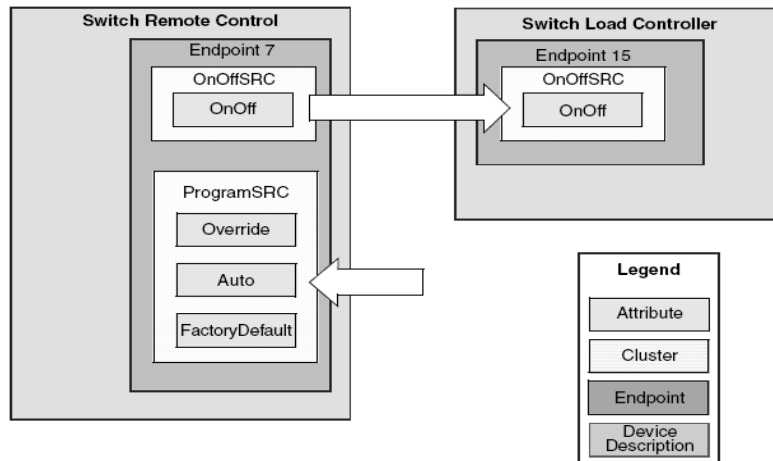 Switch Remote Control
Endpoint 7
OnOffSRC
OnOff
ProgramSRC
Override
Auto
FactoryDefault
Switch Load Controller
Endpoint 15
OnOffSRC
OnOff
Legend
Attribute
Cluster
Endpoint
Device
Description